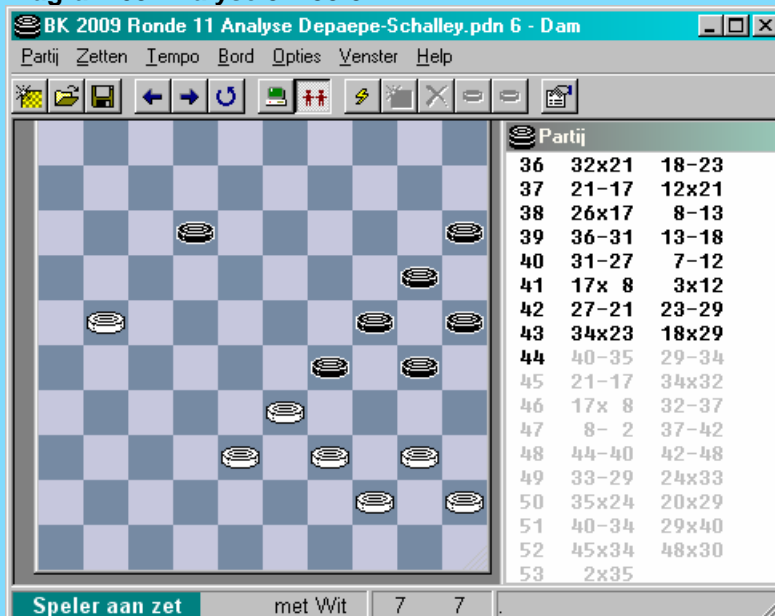 BK 2009 Ronde 11 Analyse Depaepe-Schalley.pdn 6 - Dam
Partij Zetten Tempo Bord Opties Venster Help
Partij
36 32x21 18-23
37 21-17 12x21
38 26x17 8-13
39 36-31 13-18
40 31-27 7-12
41 17x 8 3x12
42 27-21 23-29
43 34x23 18x29
44 40-35 29-34
45 21-17 34x32
46 17x 8 32-37
47 8- 2 37-42
48 44-40 42-48
49 33-29 24x33
50 35x24 20x29
51 40-34 29x40
52 45x34 48x30
53 2x35
Speler aan zet met Wit 7 7 .